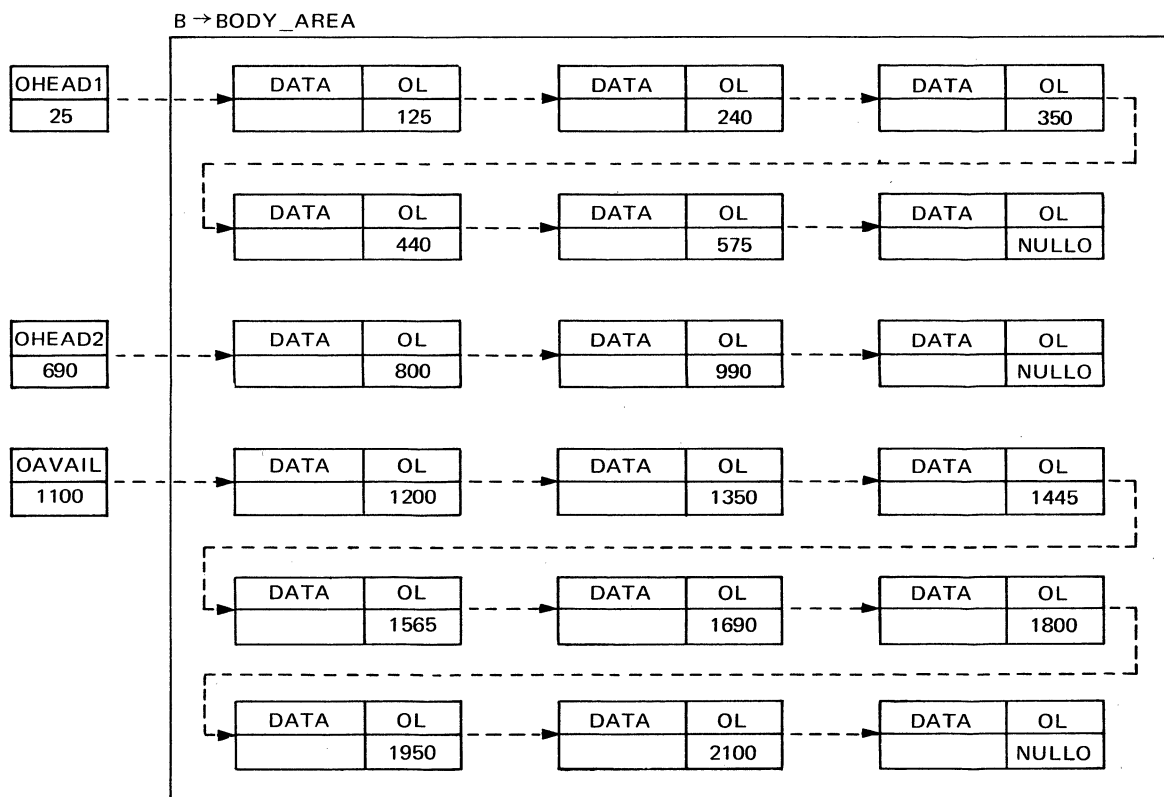 B → BODY_AREA
OHEAD1 DATA OL DATA OL DATA OL
25 125 240 350
DATA OL DATA OL DATA OL
440 575 NULLO
OHEAD2 DATA OL DATA OL DATA OL
690 800 990 NULLO
OAVAIL DATA OL DATA OL DATA OL
1100 1200 1350 1445
DATA OL DATA OL DATA OL
1565 1690 1800
DATA OL DATA OL DATA OL
1950 2100 NULLO